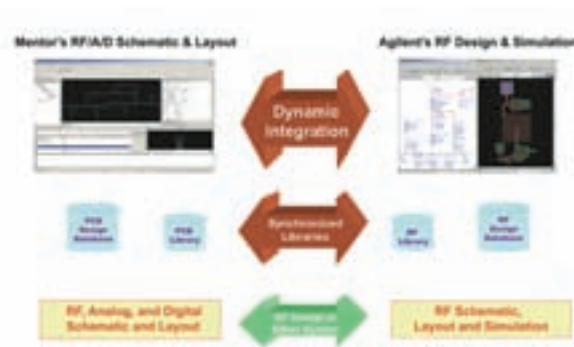 Mentor's RF/A/D Schematic & Layout
Agilent's RF Design & Simulation
Dynamic
Integration
Synchronized
Libraries
PCB
Design
Database
PCB
Library
RF
Library
RF
Design
Database
RF, Analog, and Digital
Schematic and Layout
RF Schematic,
Layout and Simulation